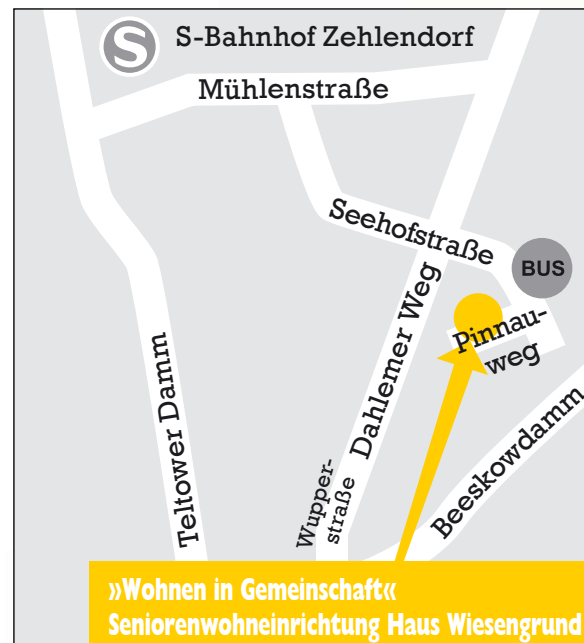 S
S-Bahnhof Zehlendorf
Mühlenstraße
Seehofstraße
BUS
Pinnau-
weg
Dahlemer Weg
Teltower Damm
Wupper-
straße
Beeskowdamm
»Wohnen in Gemeinschaft«
Seniorenwohneinrichtung Haus Wiesengrund